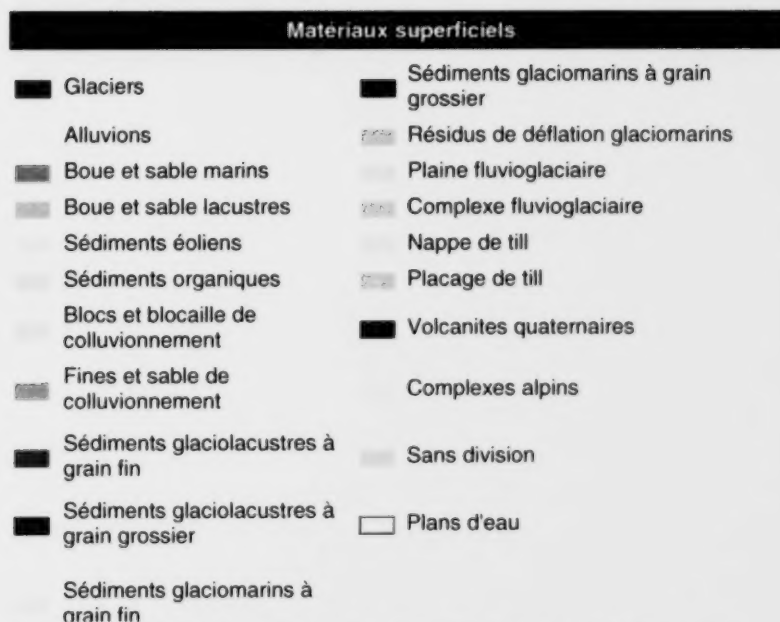 Matériaux superficiels
Glaciers
Alluvions
Boue et sable marins
Boue et sable lacustres
Sédiments éoliens
Sédiments organiques
Blocs et blocaille de
colluvionnement
Fines et sable de
colluvionnement
Sédiments glaciolacustres à
grain fin
Sédiments glaciolacustres à
grain grossier
Sédiments glaciomarins à
grain fin
Sédiments glaciomarins à grain
grossier
Résidus de déflation glaciomarins
Plaine fluvioglaciaire
Complexe fluvioglaciaire
Nappe de till
Placage de till
Volcanites quaternaires
Complexes alpins
Sans division
Plans d'eau